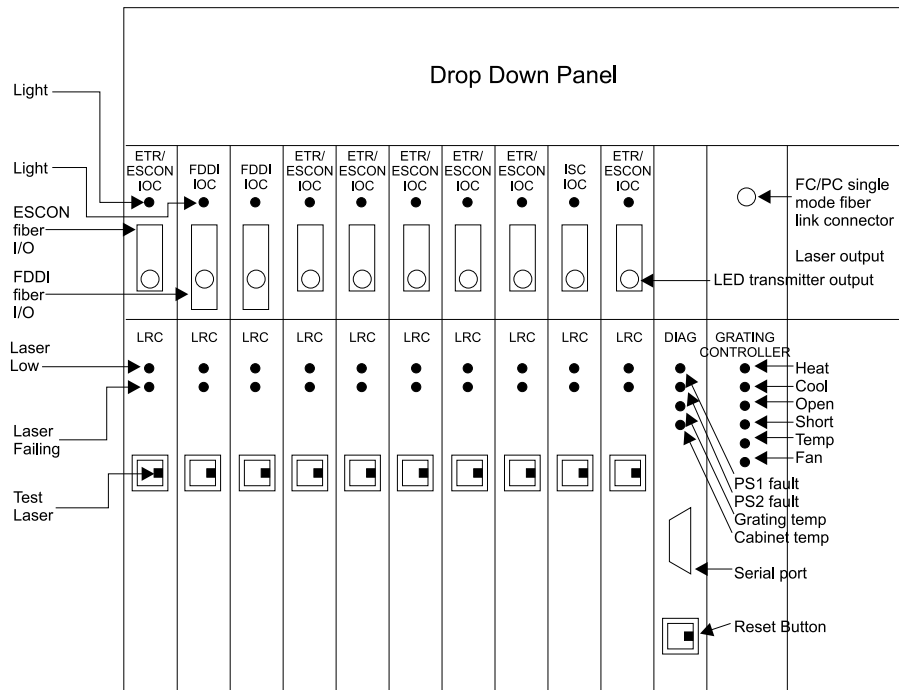 Drop Down Panel
Light
Light
ESCON
fiber
I/O
FDDI
fiber
I/O
ETR/
ESCON
IOC
FDDI
IOC
FDDI
IOC
ETR/
ESCON
IOC
ETR/
ESCON
IOC
ETR/
ESCON
IOC
ETR/
ESCON
IOC
ETR/
ESCON
IOC
ISC
IOC
ETR/
ESCON
IOC
FC/PC single
mode fiber
link connector
Laser output
LED transmitter output
Laser
Low
Laser
Failing
Test
Laser
LRC
LRC
LRC
LRC
LRC
LRC
LRC
LRC
LRC
LRC
DIAG
GRATING
CONTROLLER
Heat
Cool
Open
Short
Temp
Fan
PS1 fault
PS2 fault
Grating temp
Cabinet temp
Serial port
Reset Button